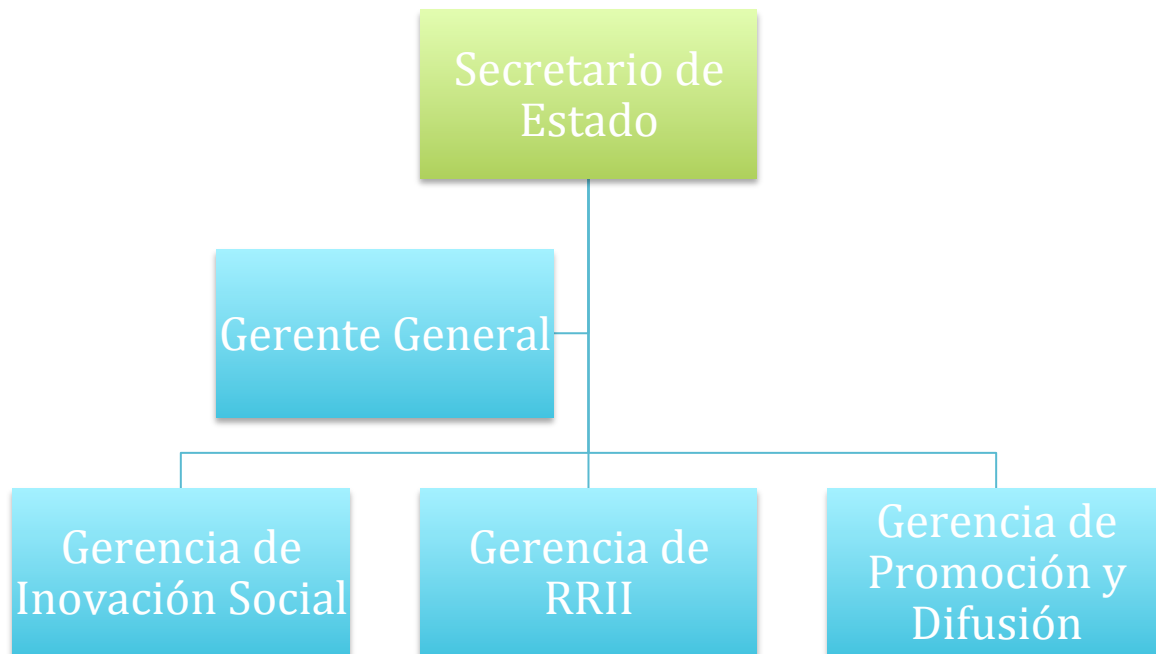 Secretario de
Estado
Gerente General
Gerencia de
Inovación Social
Gerencia de
RRII
Gerencia de
Promoción y
Difusión